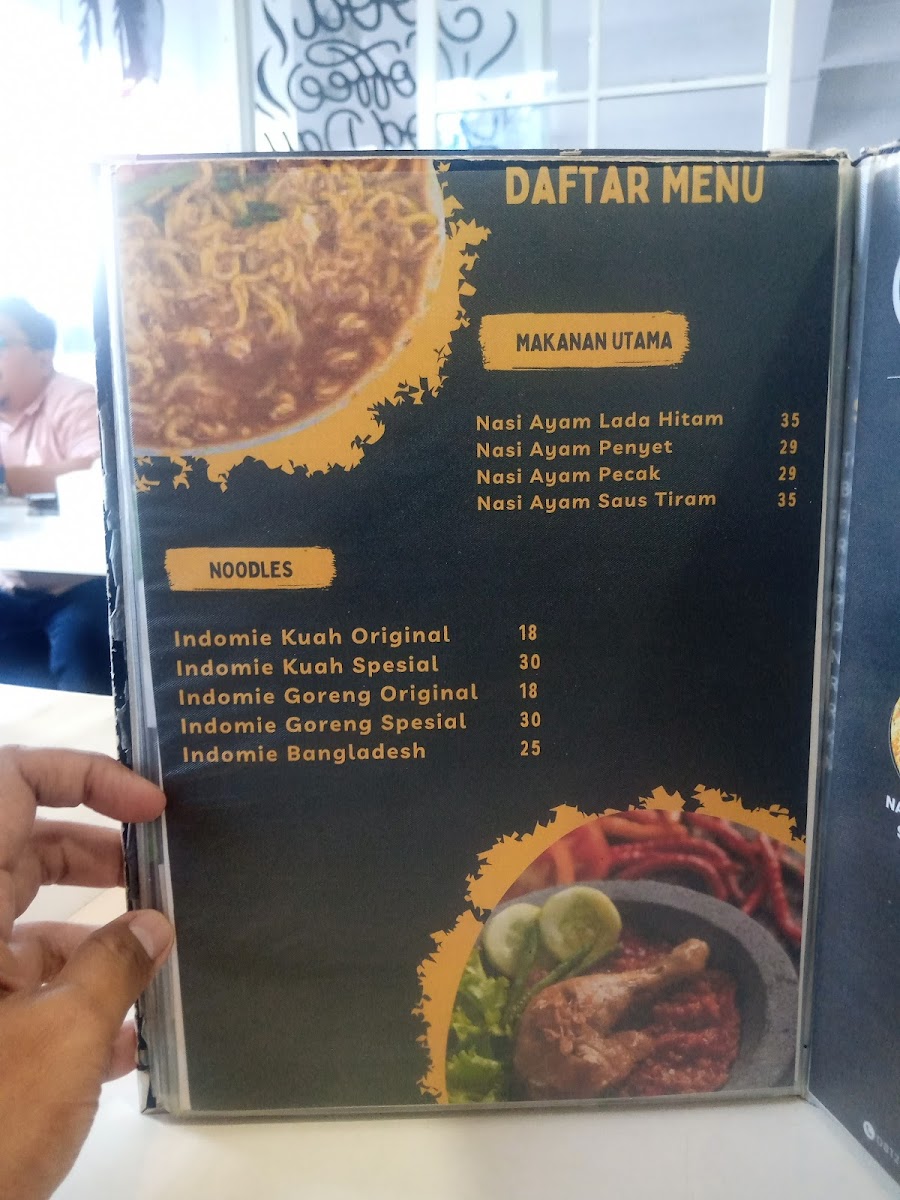 Coffee
DAFTAR MENU
MAKANAN UTAMA
Nasi Ayam Lada Hitam 35
Nasi Ayam Penyet 29
Nasi Ayam Pecak 29
Nasi Ayam Saus Tiram 35
NOODLES
Indomie Kuah Original 18
Indomie Kuah Spesial 30
Indomie Goreng Original 18
Indomie Goreng Spesial 30
Indomie Bangladesh 25